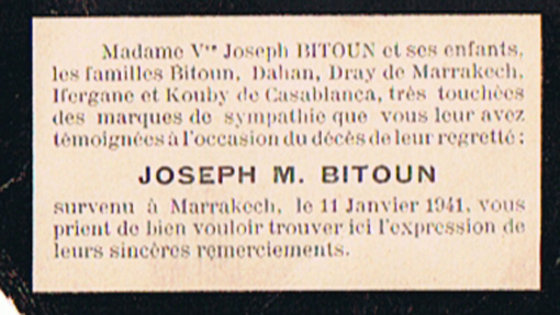 Madame Vve Joseph BITOUN et ses enfants,
les familles Bitoun, Dahan, Dray de Marrakech,
Ifergane et Kouby de Casablanca, très touchées
des marques de sympathie que vous leur avez
témoignées à l'occasion du décés de leur regretté :
JOSEPH M. BITOUN
survenu à Marrakech, le 11 Janvier 1941, vous
prient de bien vouloir trouver ici l'expression de
leurs sincères remerciements.